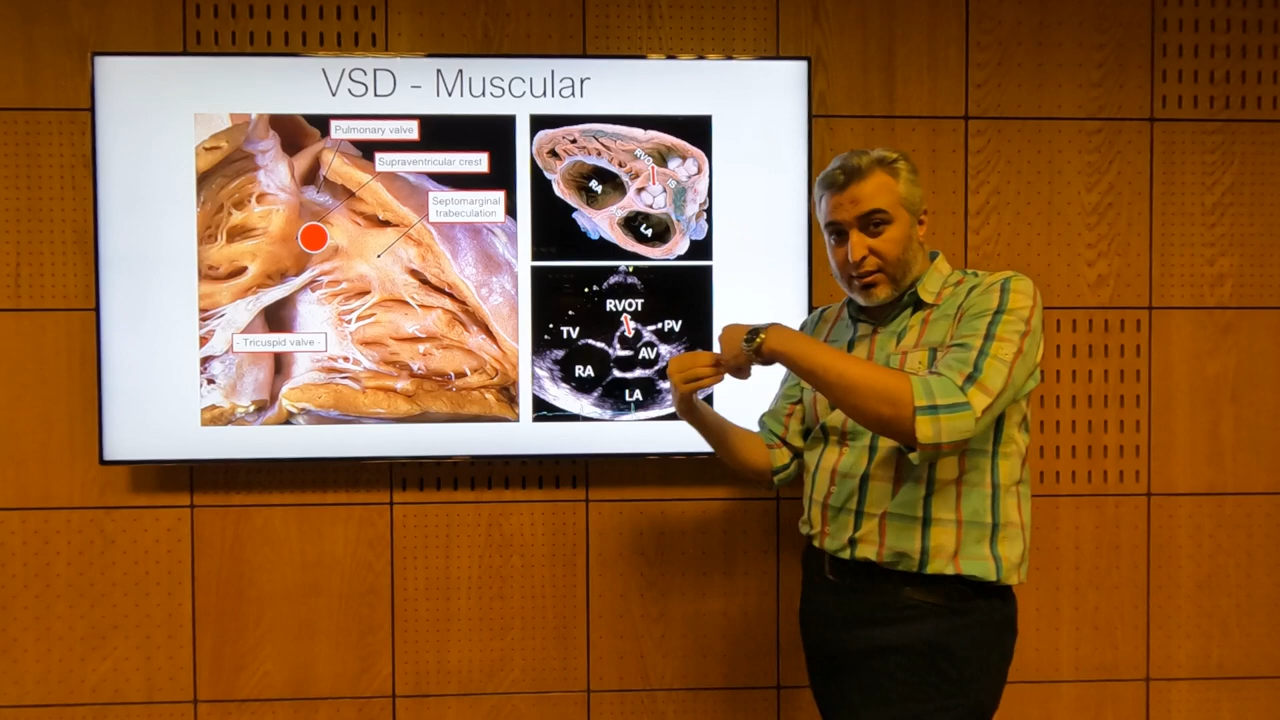 VSD - Muscular
Pulmonary valve
Supraventricular crest
Septomarginal
trabeculation
- Tricuspid valve -
RVO
IS
RA
LA
RVOT
TV
PV
AV
RA
LA